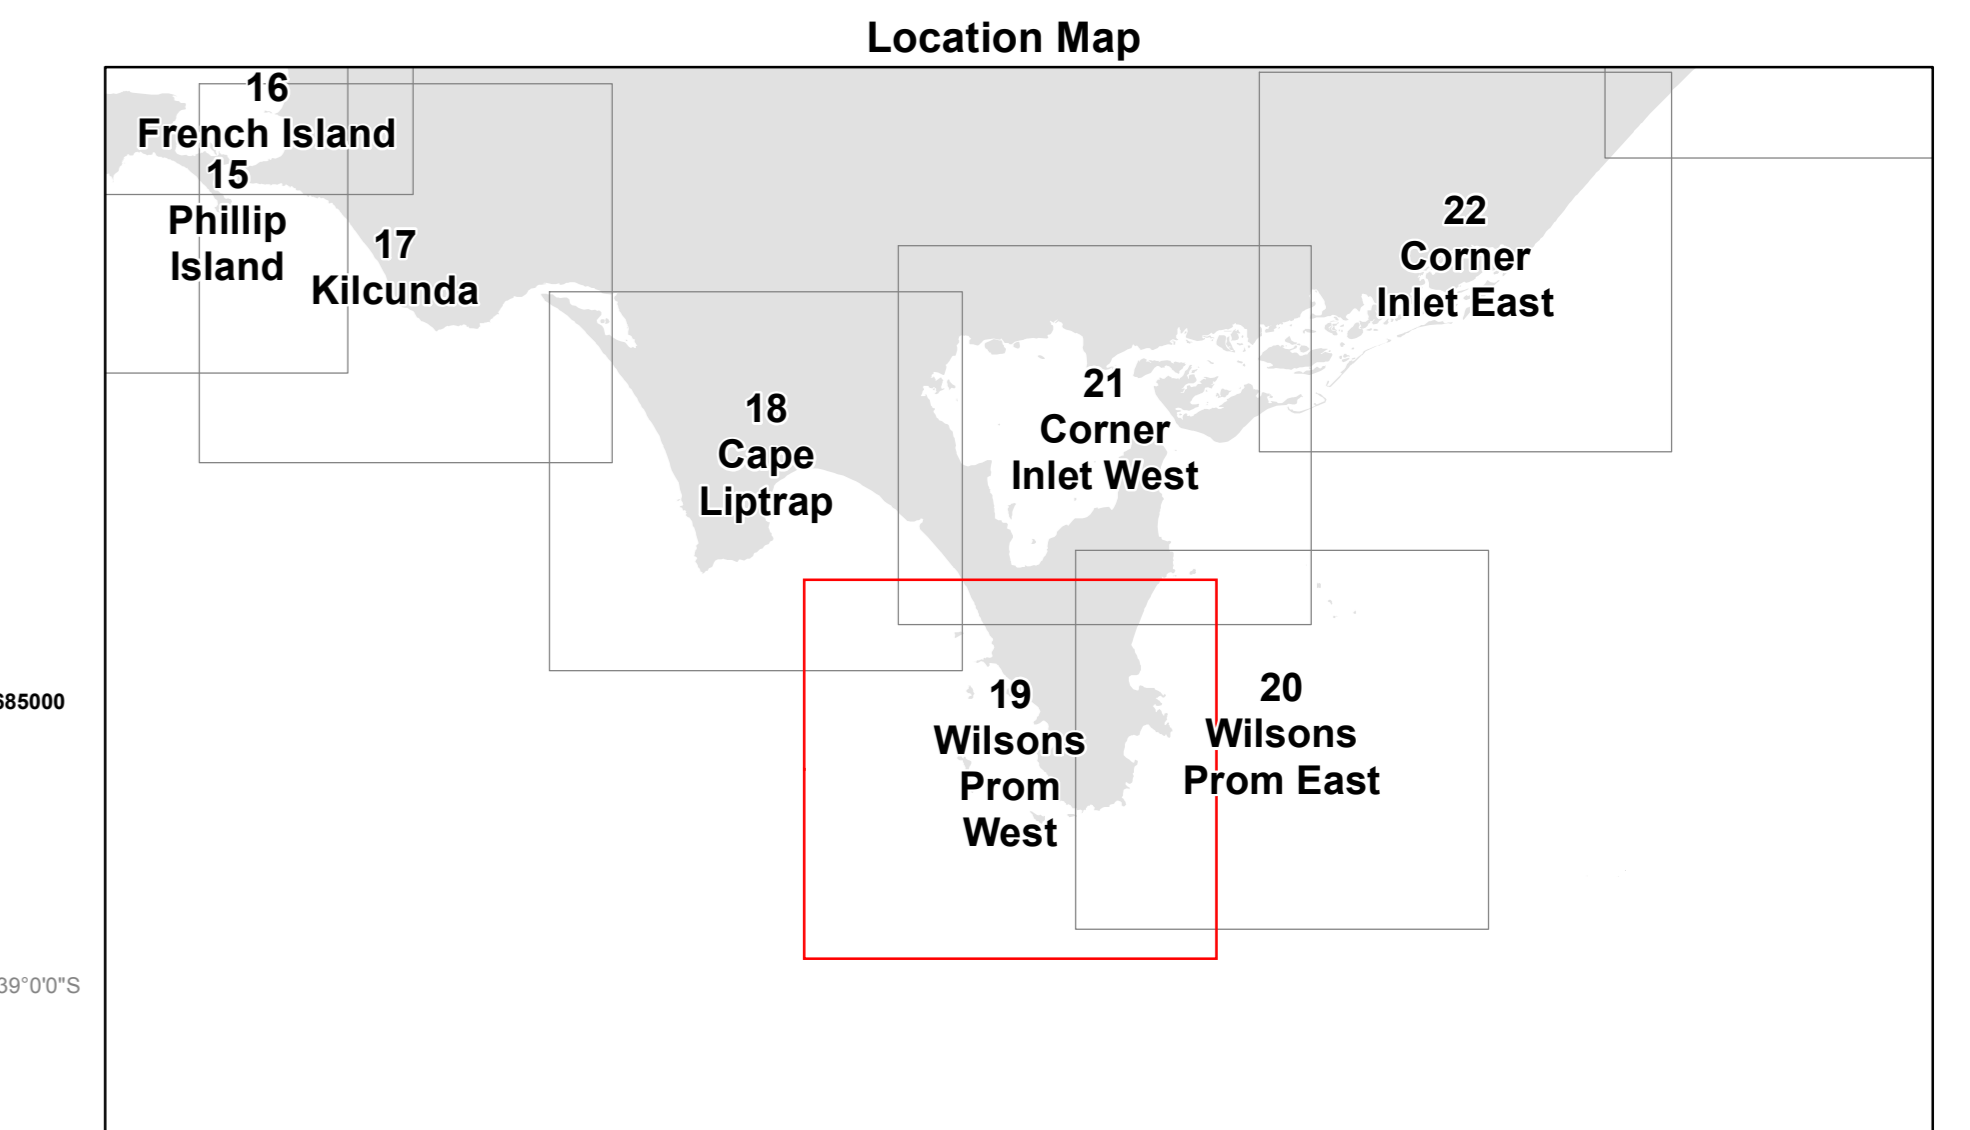 Location Map
16
French Island
15
Phillip
Island
17
Kilcunda
22
Corner
Inlet East
18
Cape
Liptrap
21
Corner
Inlet West
19
Wilsons
Prom
West
20
Wilsons
Prom East
685000
39°0'0"S